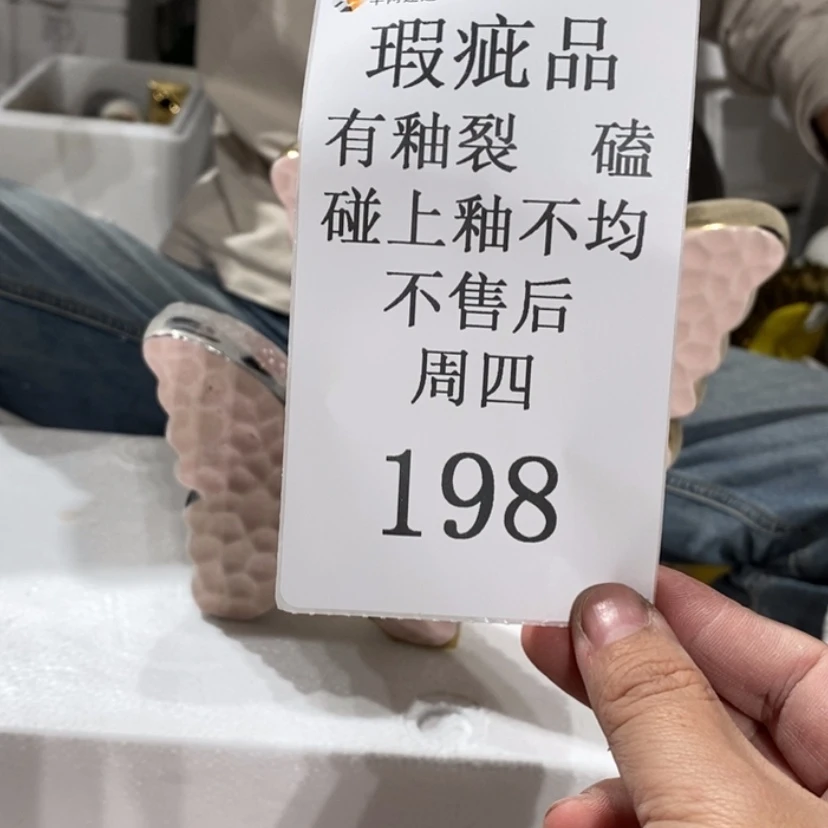 瑕疵品
有釉裂 磕
碰上釉不均
不售后
周四
198